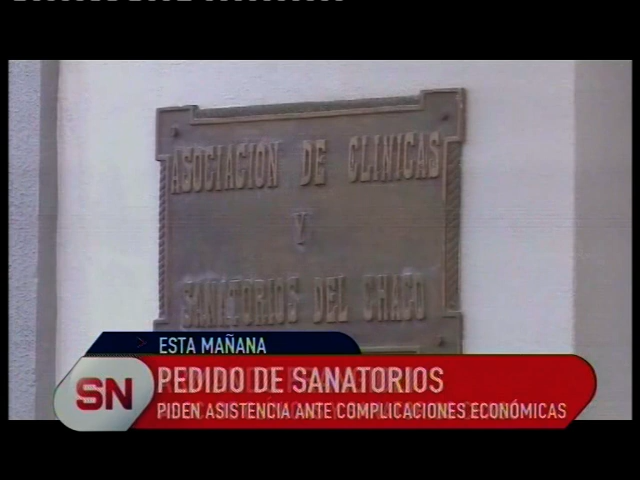 ASOCIACION DE CLINICAS
Y
SANATORIOS DEL CHACO
> ESTA MAÑANA
SN
PEDIDO DE SANATORIOS
PIDEN ASISTENCIA ANTE COMPLICACIONES ECONÓMICAS